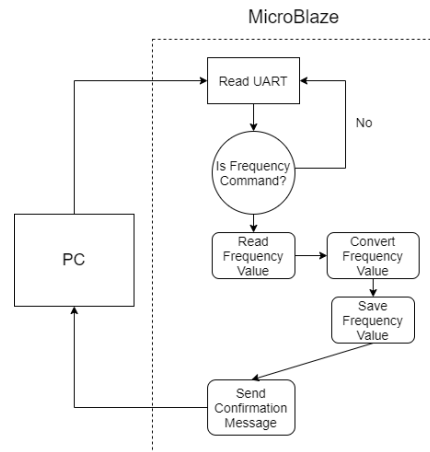 MicroBlaze
Read UART
No
Is Frequency
Command?
PC
Read
Frequency
Value
Convert
Frequency
Value
Save
Frequency
Value
Send
Confirmation
Message